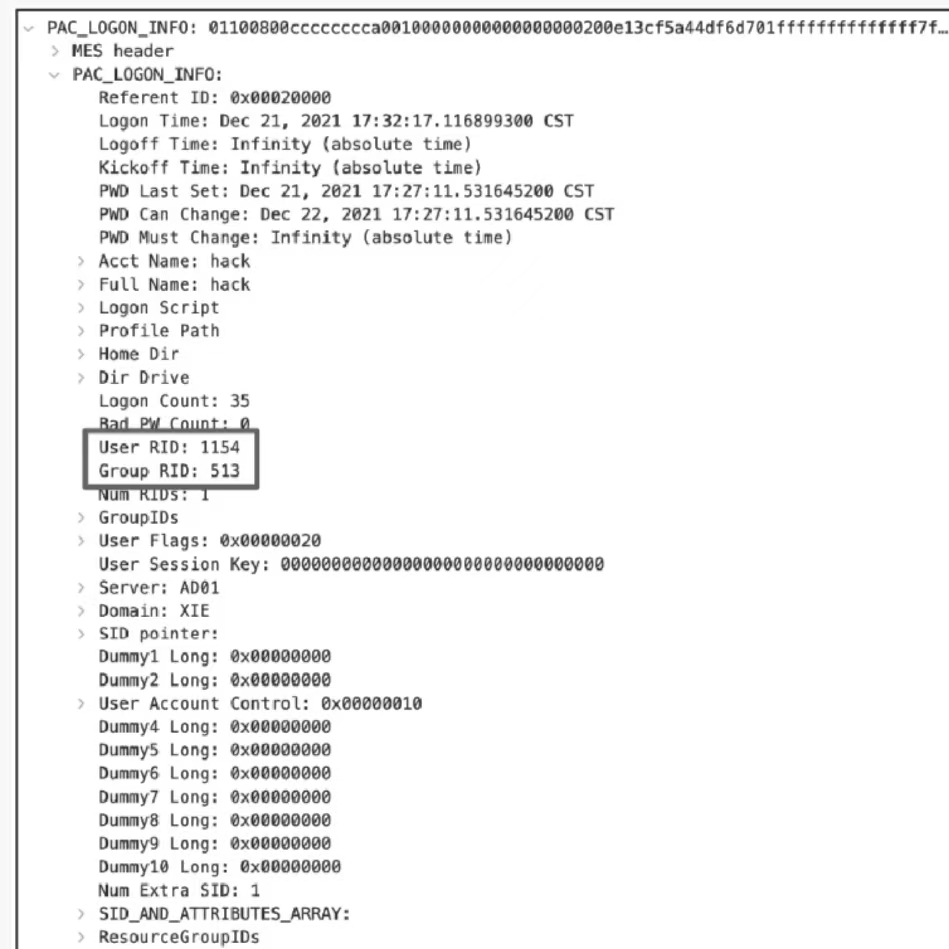 PAC_LOGON_INFO: 01100800cccccccca00100000000000000000200e13cf5a44df6d701ffffffffffffff7f…
MES header
PAC_LOGON_INFO:
Referent ID: 0x00020000
Logon Time: Dec 21, 2021 17:32:17.116899300 CST
Logoff Time: Infinity (absolute time)
Kickoff Time: Infinity (absolute time)
PWD Last Set: Dec 21, 2021 17:27:11.531645200 CST
PWD Can Change: Dec 22, 2021 17:27:11.531645200 CST
PWD Must Change: Infinity (absolute time)
Acct Name: hack
Full Name: hack
Logon Script
Profile Path
Home Dir
Dir Drive
Logon Count: 35
Bad PW Count: 0
User RID: 1154
Group RID: 513
Num RIDs: 1
GroupIDs
User Flags: 0x00000020
User Session Key: 00000000000000000000000000000000
Server: AD01
Domain: XIE
SID pointer:
Dummy1 Long: 0x00000000
Dummy2 Long: 0x00000000
User Account Control: 0x00000010
Dummy4 Long: 0x00000000
Dummy5 Long: 0x00000000
Dummy6 Long: 0x00000000
Dummy7 Long: 0x00000000
Dummy8 Long: 0x00000000
Dummy9 Long: 0x00000000
Dummy10 Long: 0x00000000
Num Extra SID: 1
SID_AND_ATTRIBUTES_ARRAY:
ResourceGroupIDs